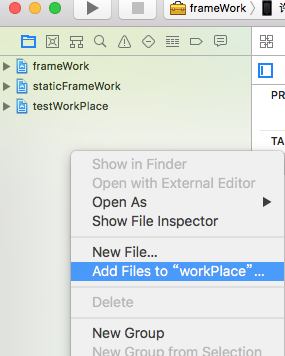 frameWork
frameWork
staticFrameWork
testWorkPlace
PR
TA
Show in Finder
Open with External Editor
Open As
Show File Inspector
New File...
Add Files to “workPlace”...
Delete
New Group
New Group from Selection